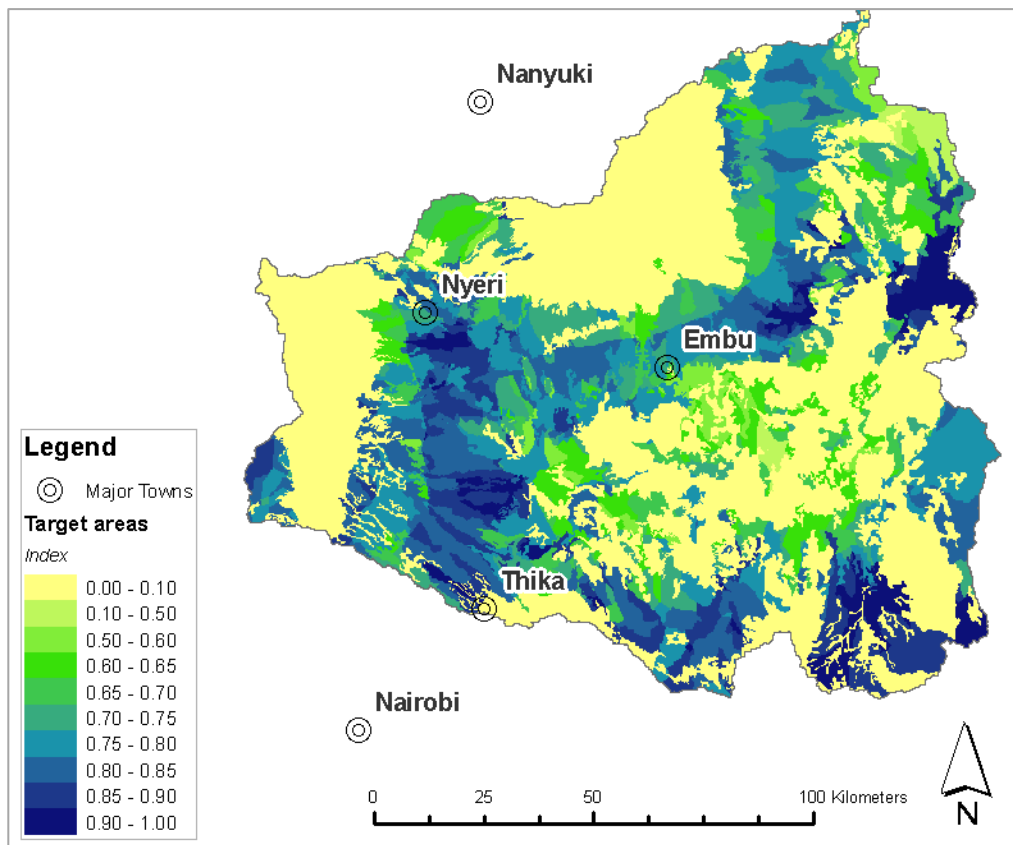 Nanyuki
Nyeri
Embu
Thika
Nairobi
Legend
Major Towns
Target areas
Index
0.00 - 0.10
0.10 - 0.50
0.50 - 0.60
0.60 - 0.65
0.65 - 0.70
0.70 - 0.75
0.75 - 0.80
0.80 - 0.85
0.85 - 0.90
0.90 - 1.00
0 25 50 100 Kilometers
N